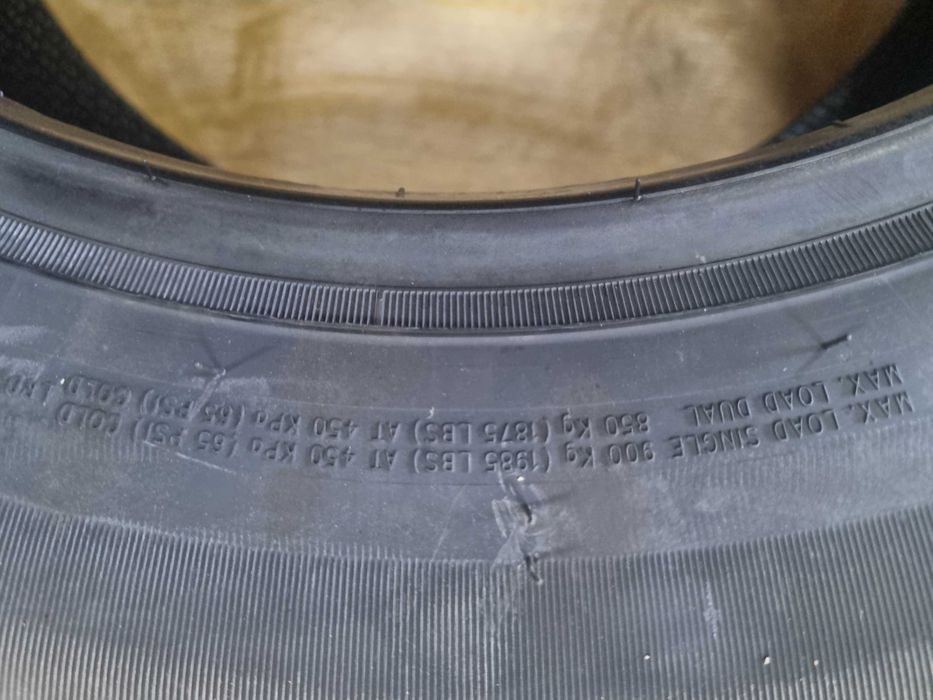 MAX. LOAD SINGLE 900 Kg (1985 LBS) AT 450 KPa (65 PSI) COLD
MAX. LOAD DUAL 850 Kg (1875 LBS) AT 450 KPa (65 PSI) COLD